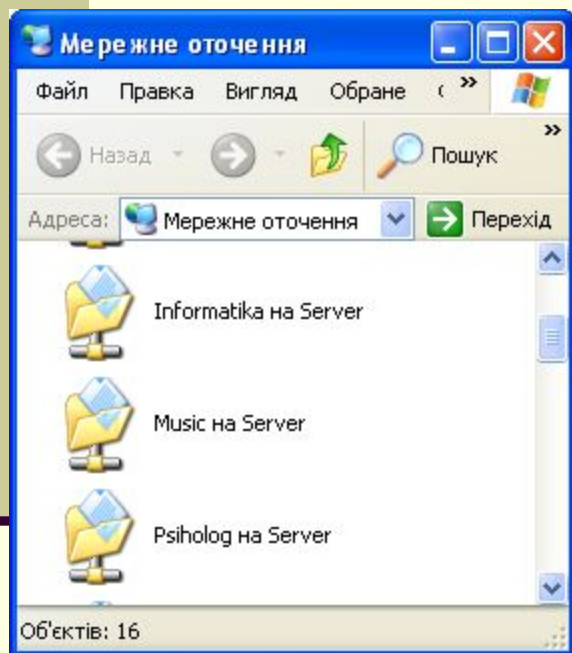 Мережне оточення
Файл Правка Вигляд Обране »
Назад Пошук »
Адреса: Мережне оточення Перехід
Informatika на Server
Music на Server
Psiholog на Server
Об'єктів: 16